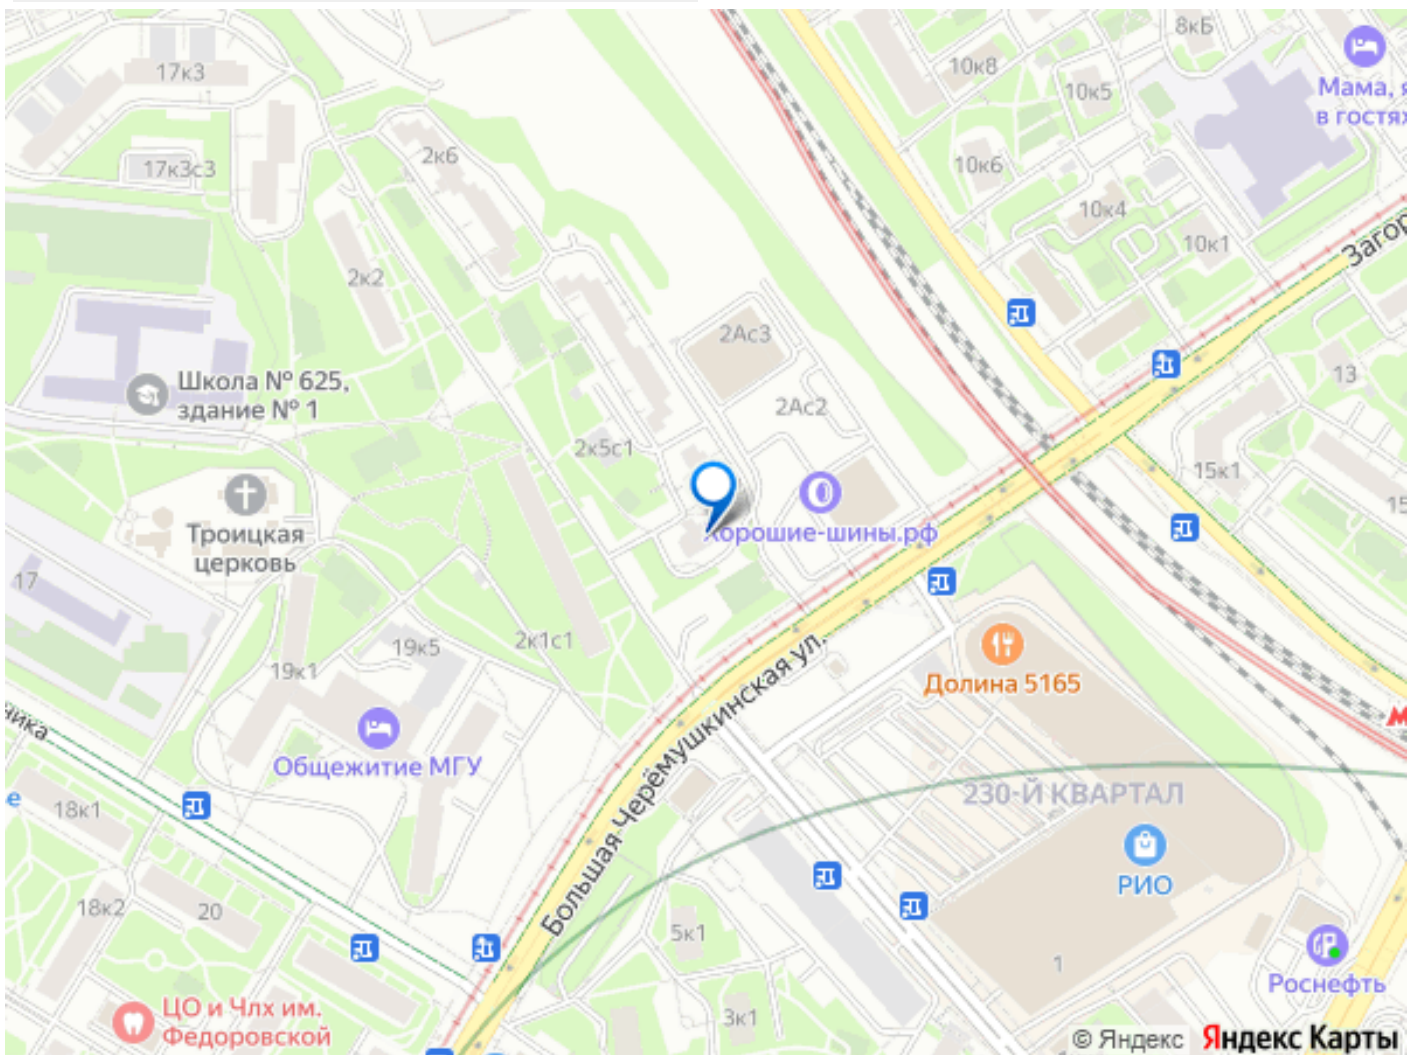 8кБ
17к3
10к8
Мама, я
в гостях
10к5
2к6
17к3с3
10к6
10к4
10к1
Загор
2к2
2Ас3
Школа № 625,
здание № 1
13
2Ас2
2к5с1
15к1
15
Троицкая
церковь
Хорошие-шины.рф
17
2к1с1
19к5
19к1
Долина 5165
ника
Общежитие МГУ
Большая Черёмушкинская ул.
230-Й КВАРТАЛ
е
18к1
РИО
18к2
20
5к1
1
Роснефть
ЦО и Члх им.
Федоровской
3к1
© Яндекс Яндекс Карты